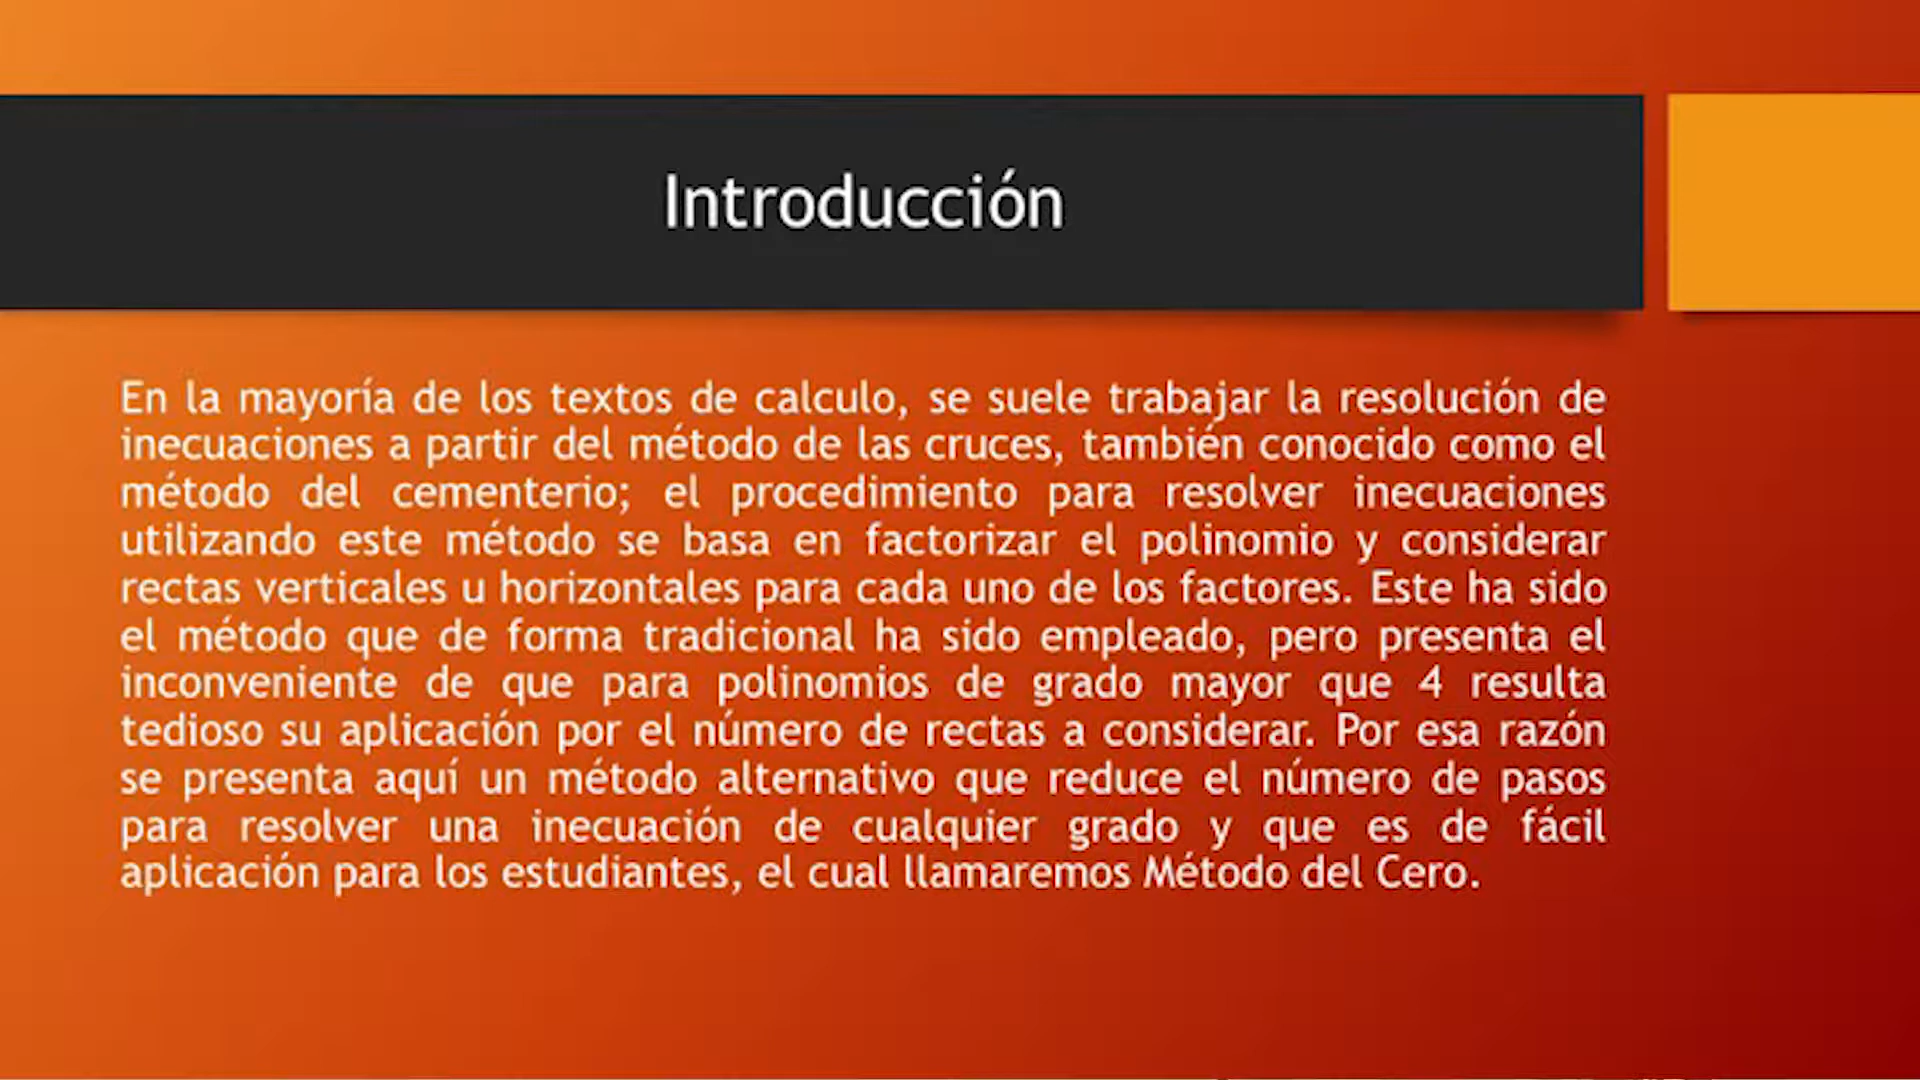 Introducción
En la mayoría de los textos de calculo, se suele trabajar la resolución de
inecuaciones a partir del método de las cruces, también conocido como el
método del cementerio; el procedimiento para resolver inecuaciones
utilizando este método se basa en factorizar el polinomio y considerar
rectas verticales u horizontales para cada uno de los factores. Este ha sido
el método que de forma tradicional ha sido empleado, pero presenta el
inconveniente de que para polinomios de grado mayor que 4 resulta
tedioso su aplicación por el número de rectas a considerar. Por esa razón
se presenta aquí un método alternativo que reduce el número de pasos
para resolver una inecuación de cualquier grado y que es de fácil
aplicación para los estudiantes, el cual llamaremos Método del Cero.